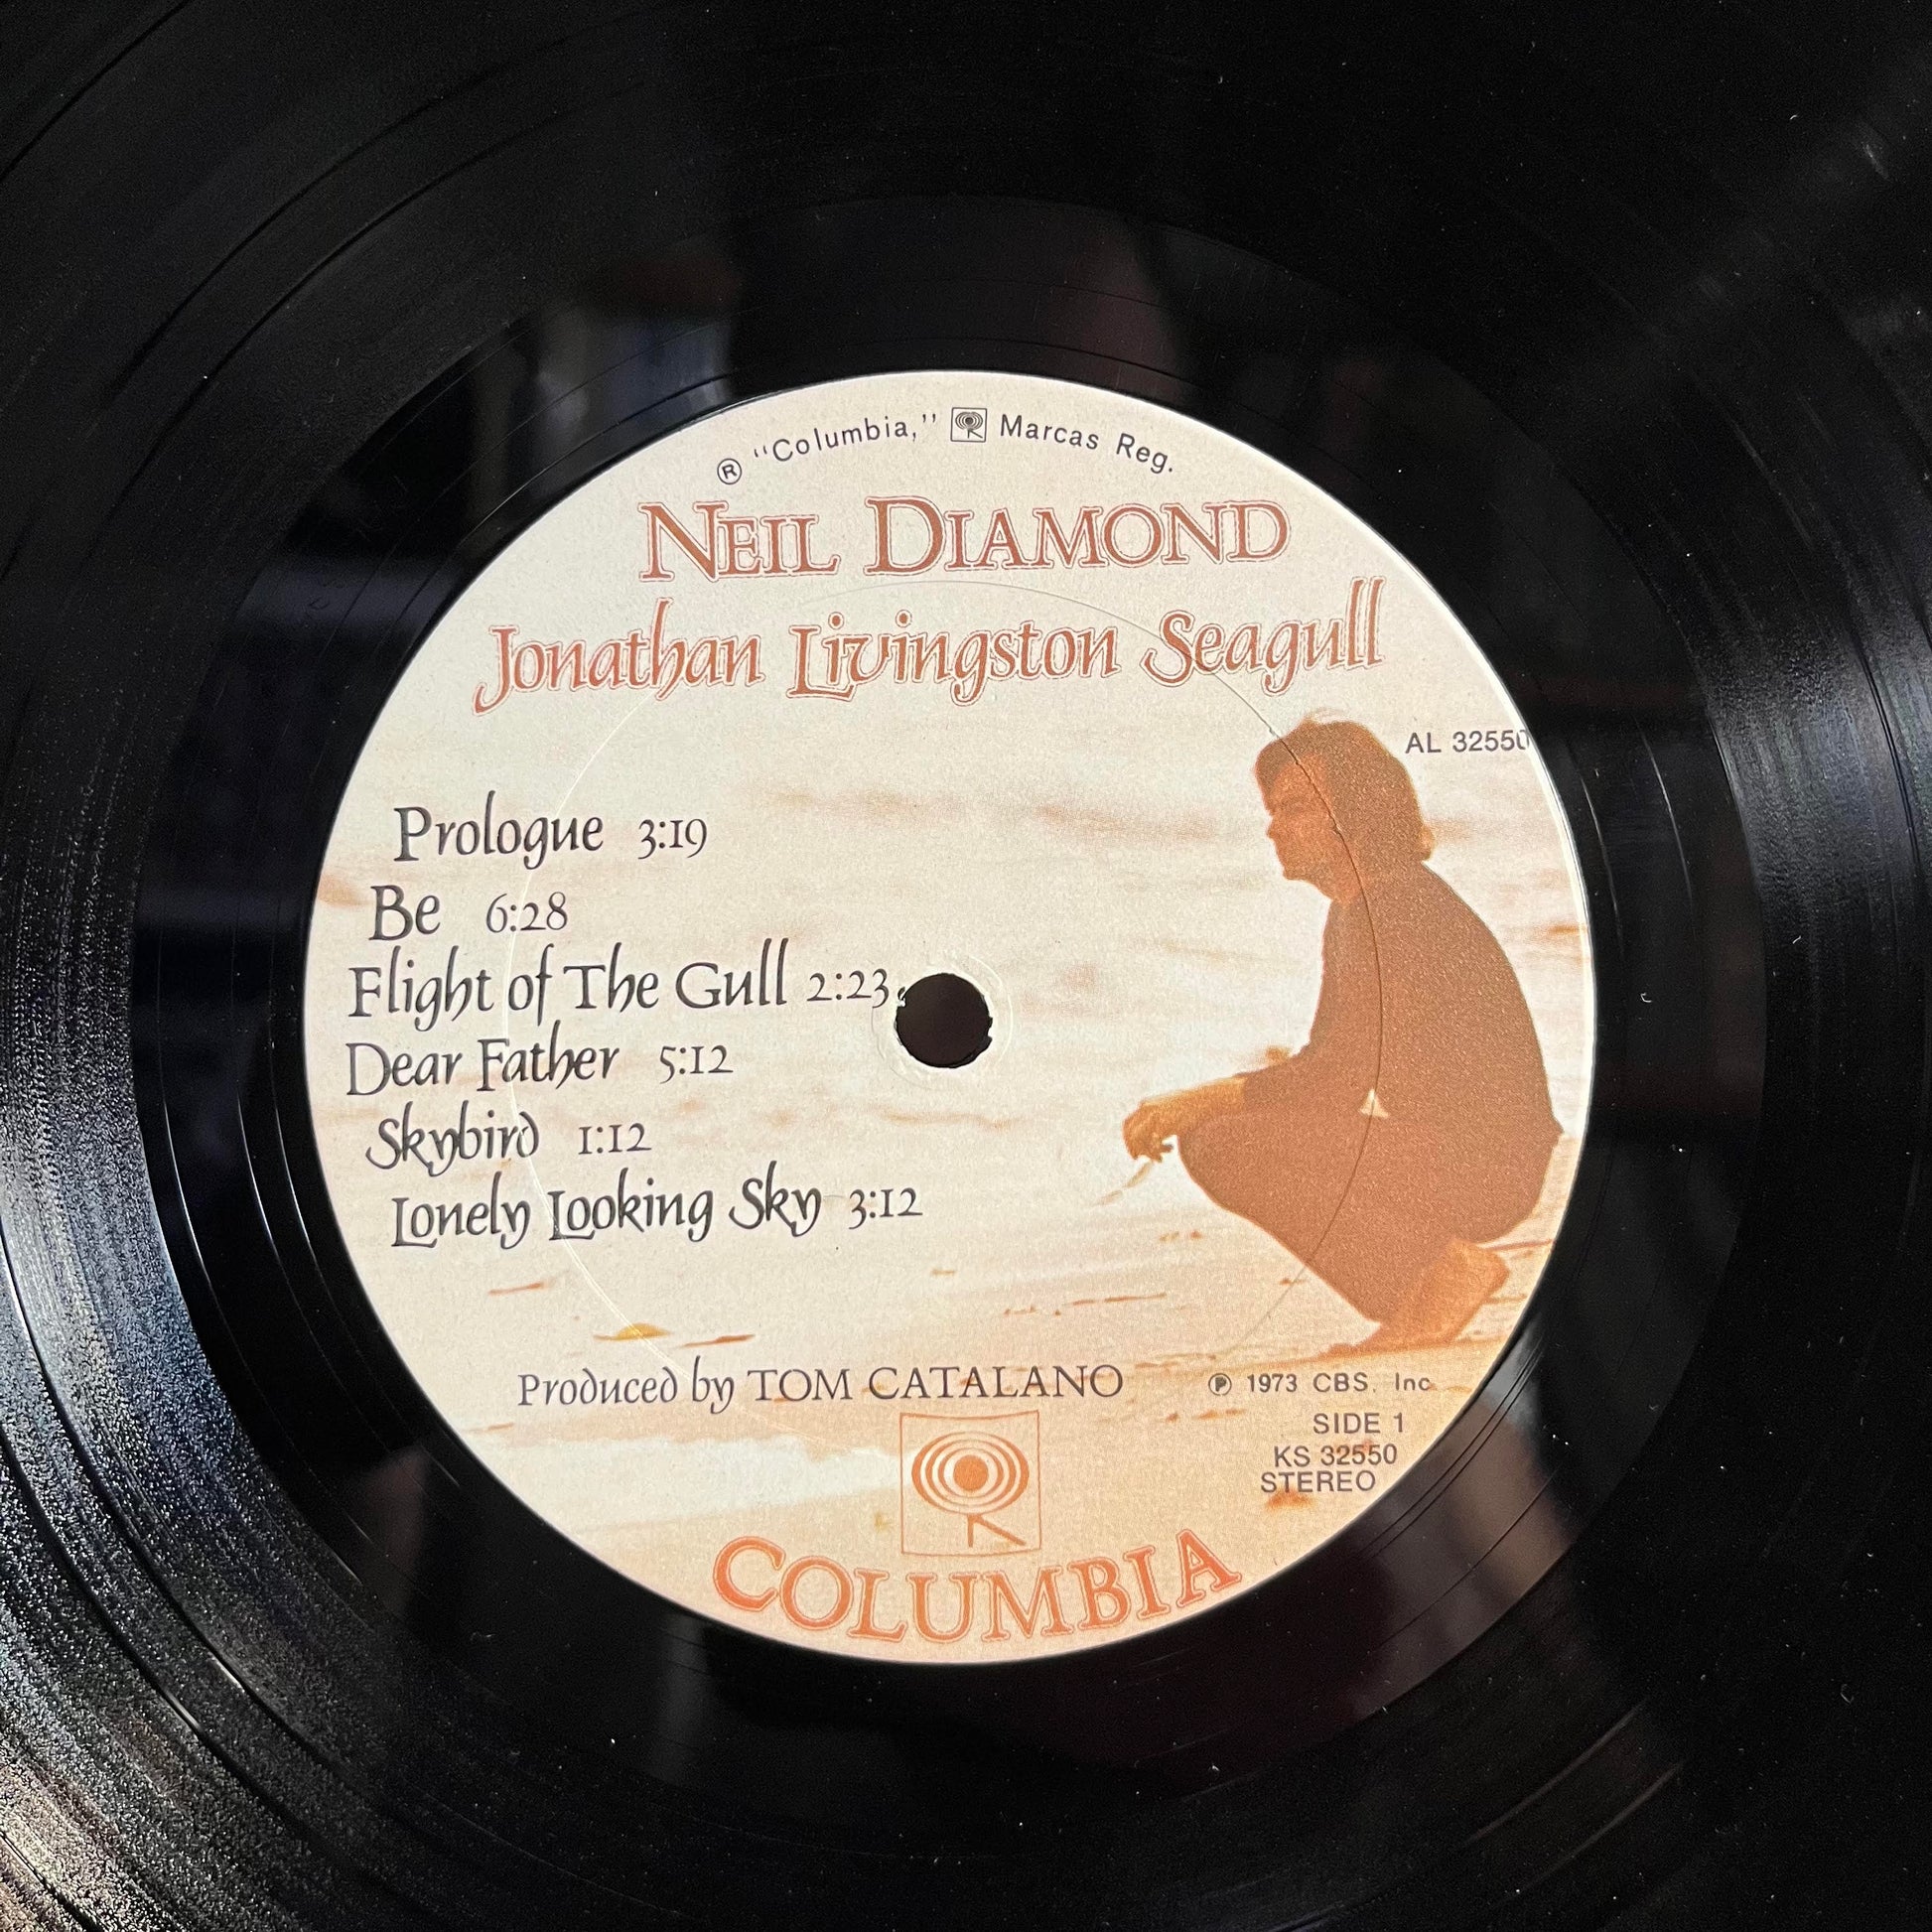 ® "Columbia," Marcas Reg.
NEIL DIAMOND
Jonathan Livingston Seagull
AL 32550
Prologue 3:19
Be 6:28
Flight of The Gull 2:23
Dear Father 5:12
Skybird 1:12
Lonely Looking Sky 3:12
Produced by TOM CATALANO
℗ 1973 CBS, Inc.
SIDE 1
KS 32550
STEREO
COLUMBIA